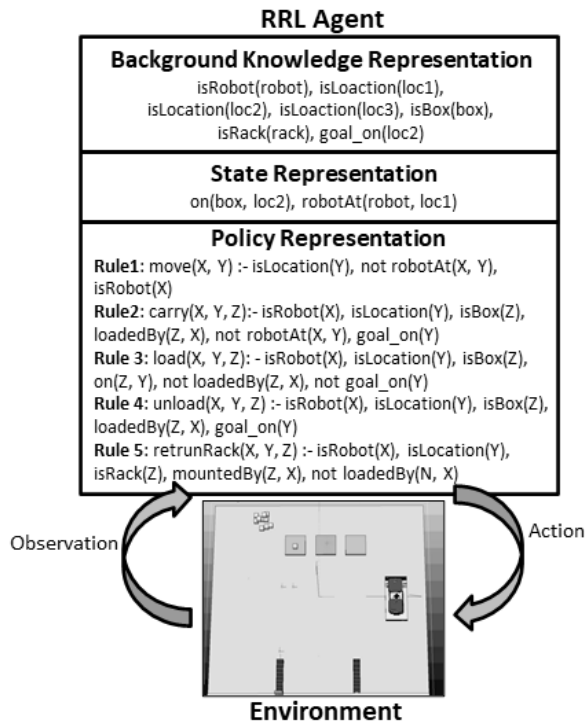 RRL Agent
Background Knowledge Representation
isRobot(robot), isLoaction(loc1),
isLocation(loc2), isLoaction(loc3), isBox(box),
isRack(rack), goal_on(loc2)
State Representation
on(box, loc2), robotAt(robot, loc1)
Policy Representation
Rule1: move(X, Y) :- isLocation(Y), not robotAt(X, Y),
isRobot(X)
Rule2: carry(X, Y, Z):- isRobot(X), isLocation(Y), isBox(Z),
loadedBy(Z, X), not robotAt(X, Y), goal_on(Y)
Rule 3: load(X, Y, Z): - isRobot(X), isLocation(Y), isBox(Z),
on(Z, Y), not loadedBy(Z, X), not goal_on(Y)
Rule 4: unload(X, Y, Z) :- isRobot(X), isLocation(Y), isBox(Z),
loadedBy(Z, X), goal_on(Y)
Rule 5: retrunRack(X, Y, Z) :- isRobot(X), isLocation(Y),
isRack(Z), mountedBy(Z, X), not loadedBy(N, X)
Observation
Action
Environment